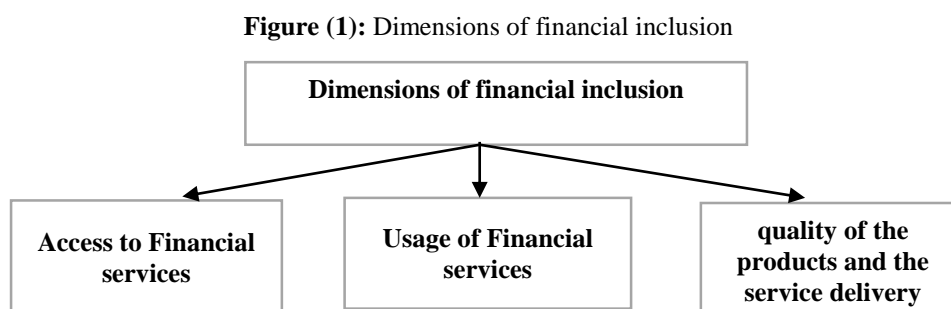 Figure (1): Dimensions of financial inclusion
Dimensions of financial inclusion
Access to Financial
services
Usage of Financial
services
quality of the
products and the
service delivery